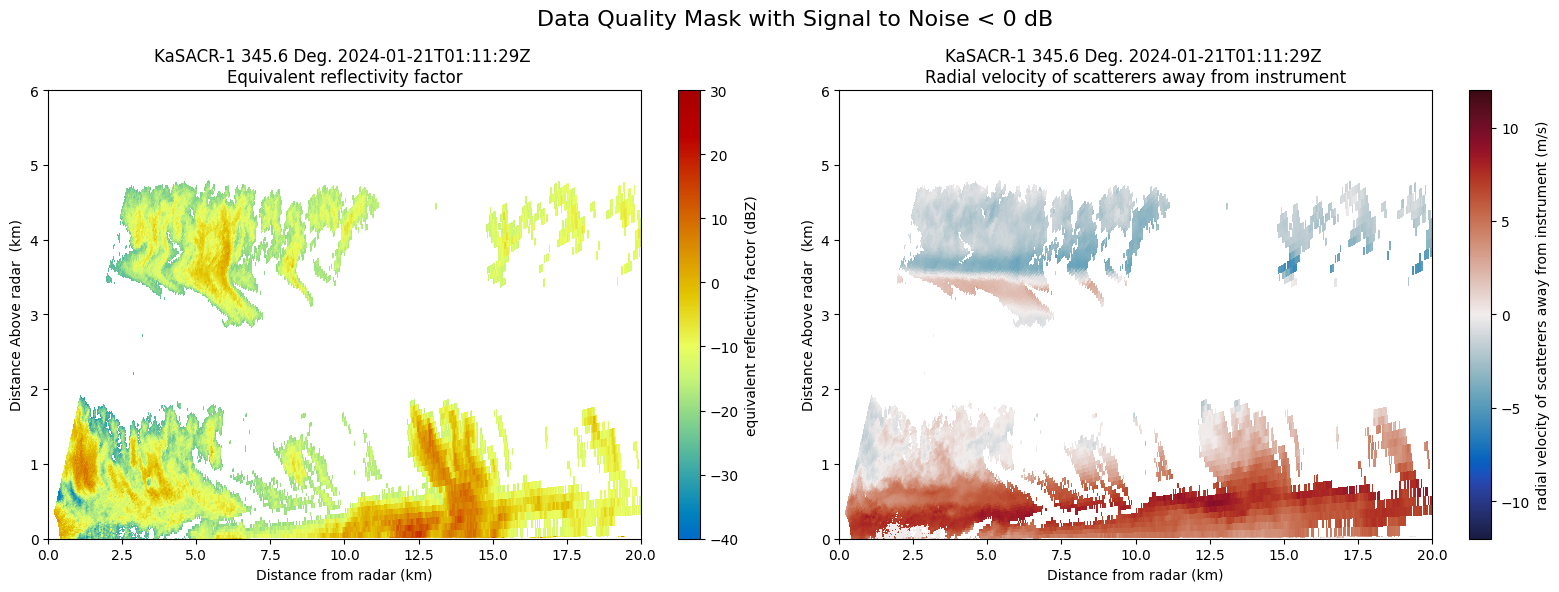 Data Quality Mask with Signal to Noise < 0 dB
KaSACR-1 345.6 Deg. 2024-01-21T01:11:29Z
Equivalent reflectivity factor
6
5
4
3
2
1
0
Distance Above radar  (km)
0.0 2.5 5.0 7.5 10.0 12.5 15.0 17.5 20.0
Distance from radar (km)
30
20
10
0
−10
−20
−30
−40
equivalent reflectivity factor (dBZ)
KaSACR-1 345.6 Deg. 2024-01-21T01:11:29Z
Radial velocity of scatterers away from instrument
6
5
4
3
2
1
0
Distance Above radar  (km)
0.0 2.5 5.0 7.5 10.0 12.5 15.0 17.5 20.0
Distance from radar (km)
10
5
0
−5
−10
radial velocity of scatterers away from instrument (m/s)